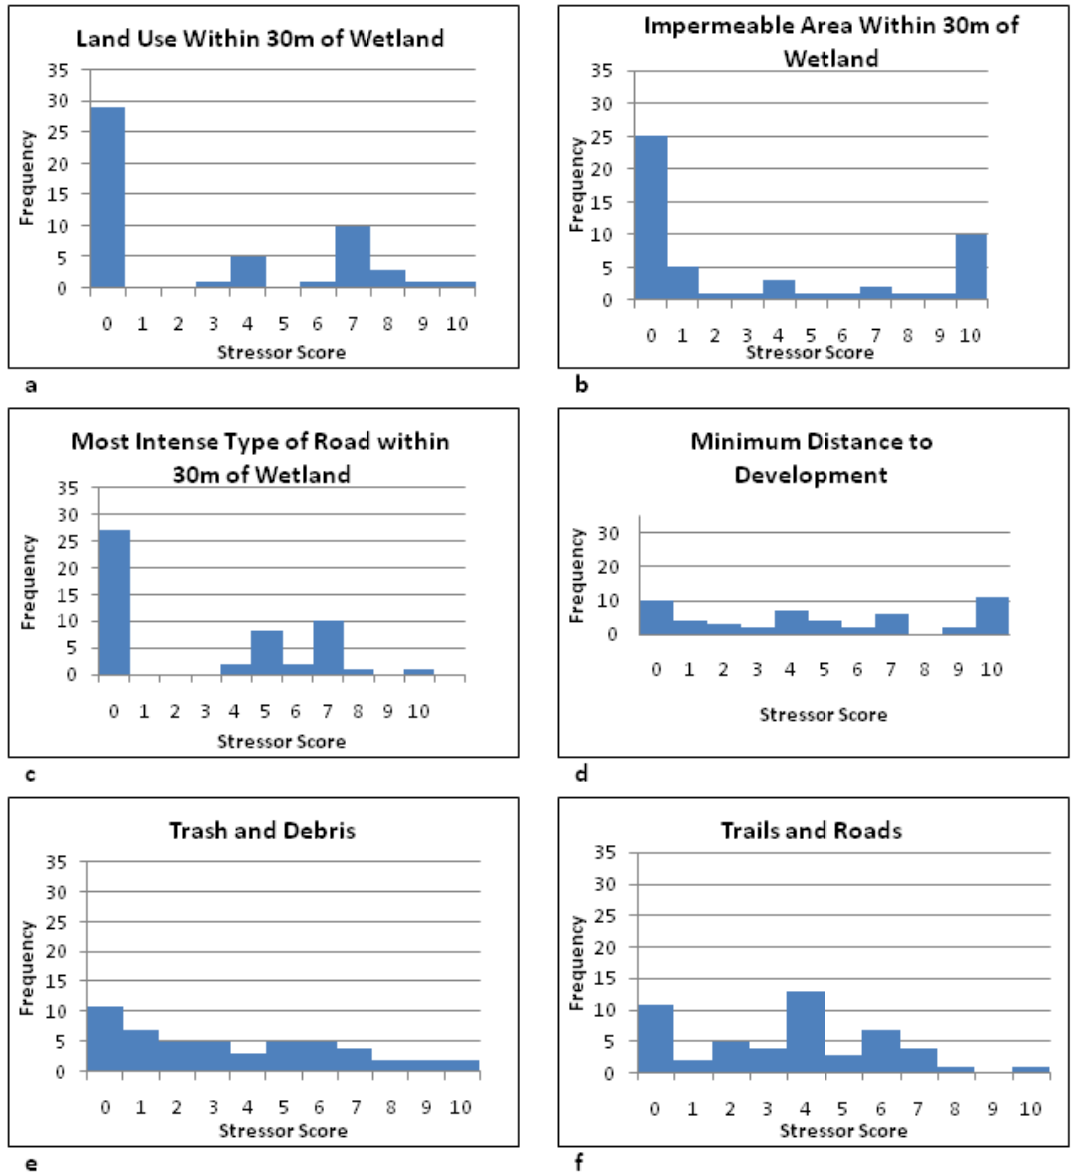 Land Use Within 30m of Wetland
35
30
25
20
15
10
5
0
Frequency
0 1 2 3 4 5 6 7 8 9 10
Stressor Score
a
Impermeable Area Within 30m of
Wetland
35
30
25
20
15
10
5
0
Frequency
0 1 2 3 4 5 6 7 8 9 10
Stressor Score
b
Most Intense Type of Road within
30m of Wetland
35
30
25
20
15
10
5
0
Frequency
0 1 2 3 4 5 6 7 8 9 10
Stressor Score
c
Minimum Distance to
Development
30
20
10
0
Frequency
0 1 2 3 4 5 6 7 8 9 10
Stressor Score
d
Trash and Debris
35
30
25
20
15
10
5
0
Frequency
0 1 2 3 4 5 6 7 8 9 10
Stressor Score
e
Trails and Roads
35
30
25
20
15
10
5
0
Frequency
0 1 2 3 4 5 6 7 8 9 10
Stressor Score
f